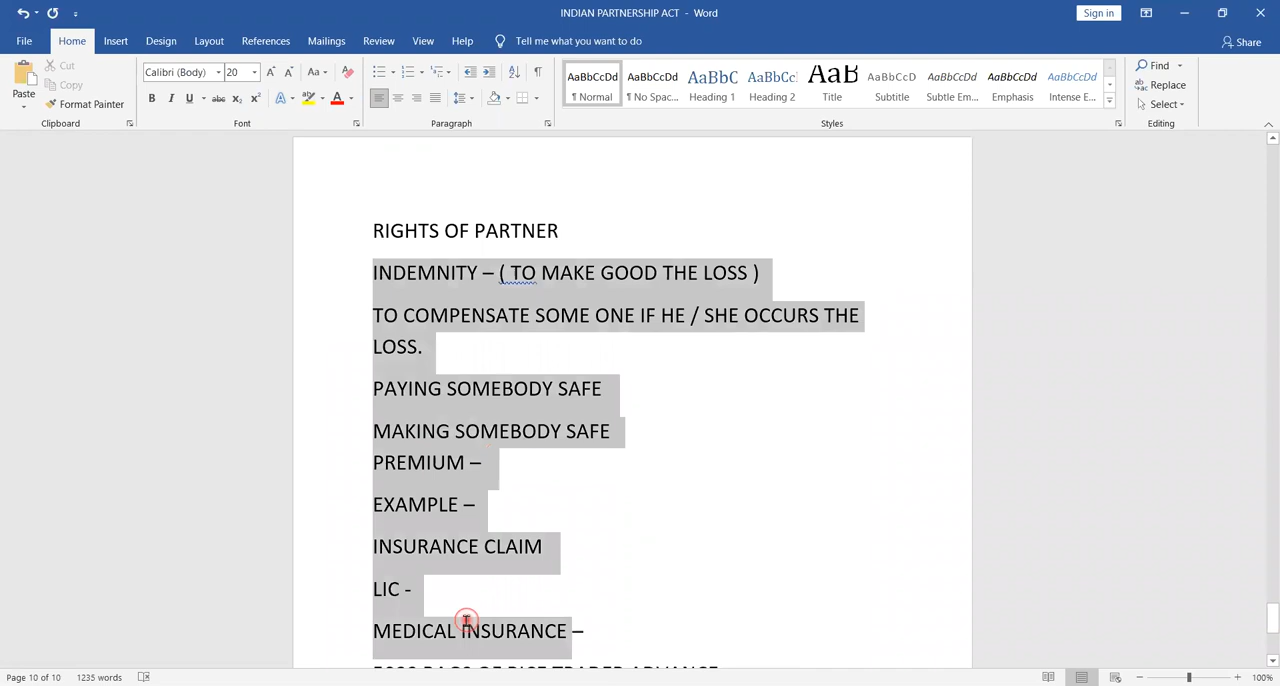 INDIAN PARTNERSHIP ACT - Word
Sign in
File Home Insert Design Layout References Mailings Review View Help Tell me what you want to do
Share
Paste
Cut
Copy
Format Painter
Clipboard
Calibri (Body) 20
Font
Paragraph
AaBbCcDd AaBbCcDd AaBbC AaBbCc AaB AaBbCcD AaBbCcDd AaBbCcDd AaBbCcDd
¶ Normal ¶ No Spac... Heading 1 Heading 2 Title Subtitle Subtle Em... Emphasis Intense E...
Styles
Find
Replace
Select
Editing
RIGHTS OF PARTNER
INDEMNITY – ( TO MAKE GOOD THE LOSS )
TO COMPENSATE SOME ONE IF HE / SHE OCCURS THE
LOSS.
PAYING SOMEBODY SAFE
MAKING SOMEBODY SAFE
PREMIUM –
EXAMPLE –
INSURANCE CLAIM
LIC -
MEDICAL INSURANCE –
Page 10 of 10 1235 words
100%